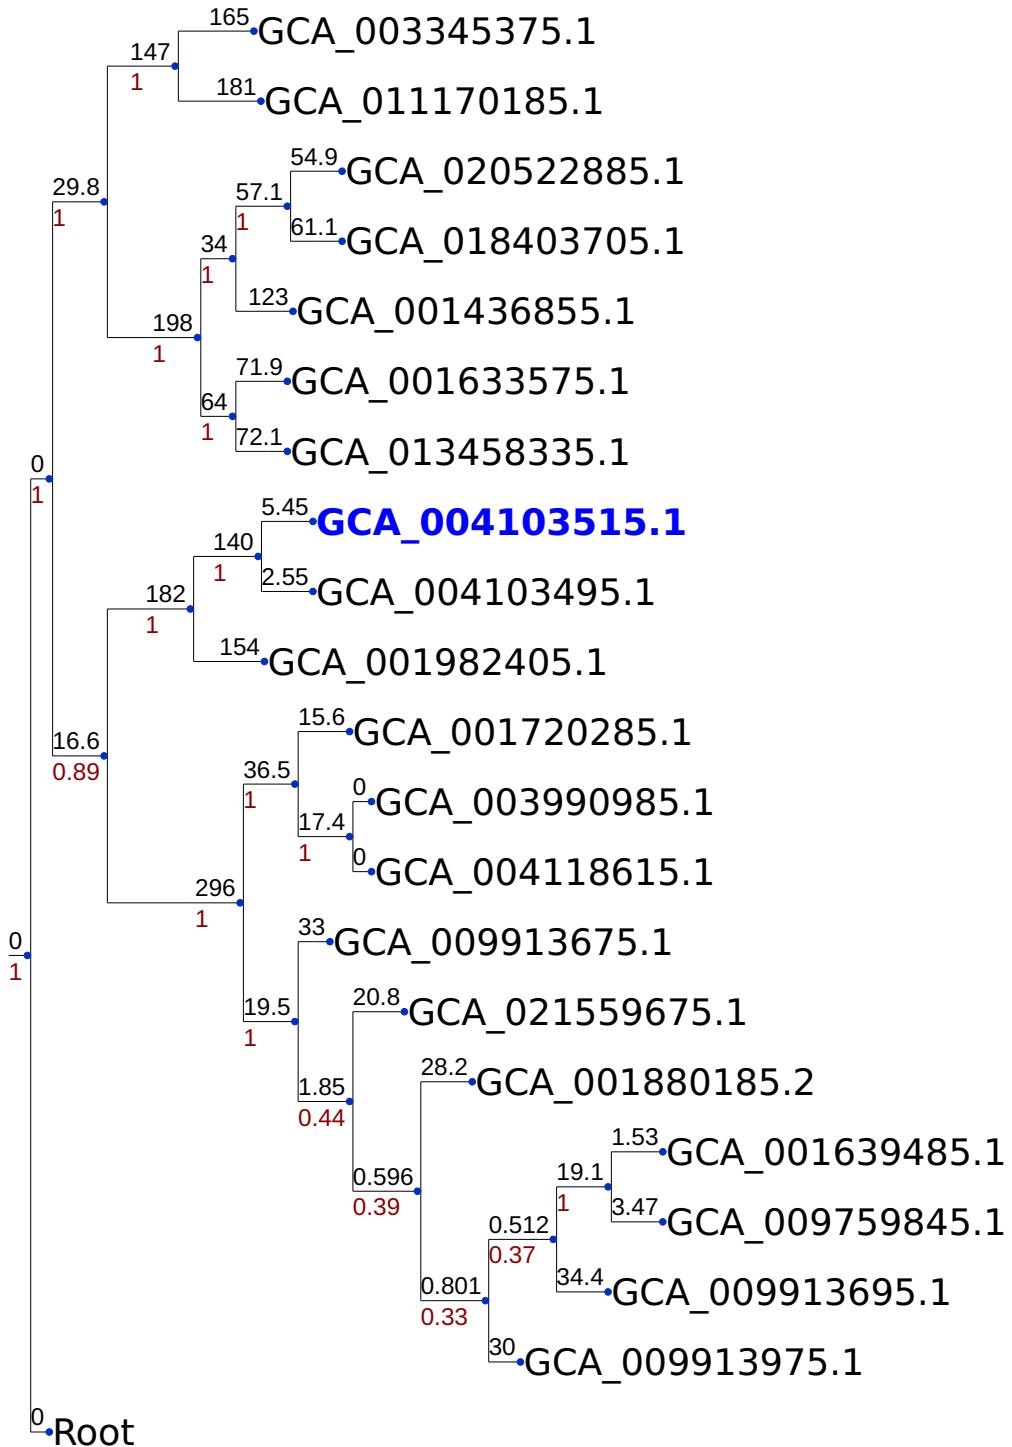 165
GCA_003345375.1
147
1
181
GCA_011170185.1
54.9
GCA_020522885.1
29.8
1
57.1
1
61.1
GCA_018403705.1
34
1
123
GCA_001436855.1
198
1
71.9
GCA_001633575.1
64
1
72.1
GCA_013458335.1
0
1
5.45
GCA_004103515.1
140
1
2.55
GCA_004103495.1
182
1
154
GCA_001982405.1
16.6
0.89
15.6
GCA_001720285.1
36.5
1
0
GCA_003990985.1
17.4
1
0
GCA_004118615.1
296
1
33
GCA_009913675.1
0
1
19.5
1
20.8
GCA_021559675.1
1.85
0.44
28.2
GCA_001880185.2
0.596
0.39
1.53
GCA_001639485.1
19.1
1
3.47
GCA_009759845.1
0.512
0.37
34.4
GCA_009913695.1
0.801
0.33
30
GCA_009913975.1
0
Root